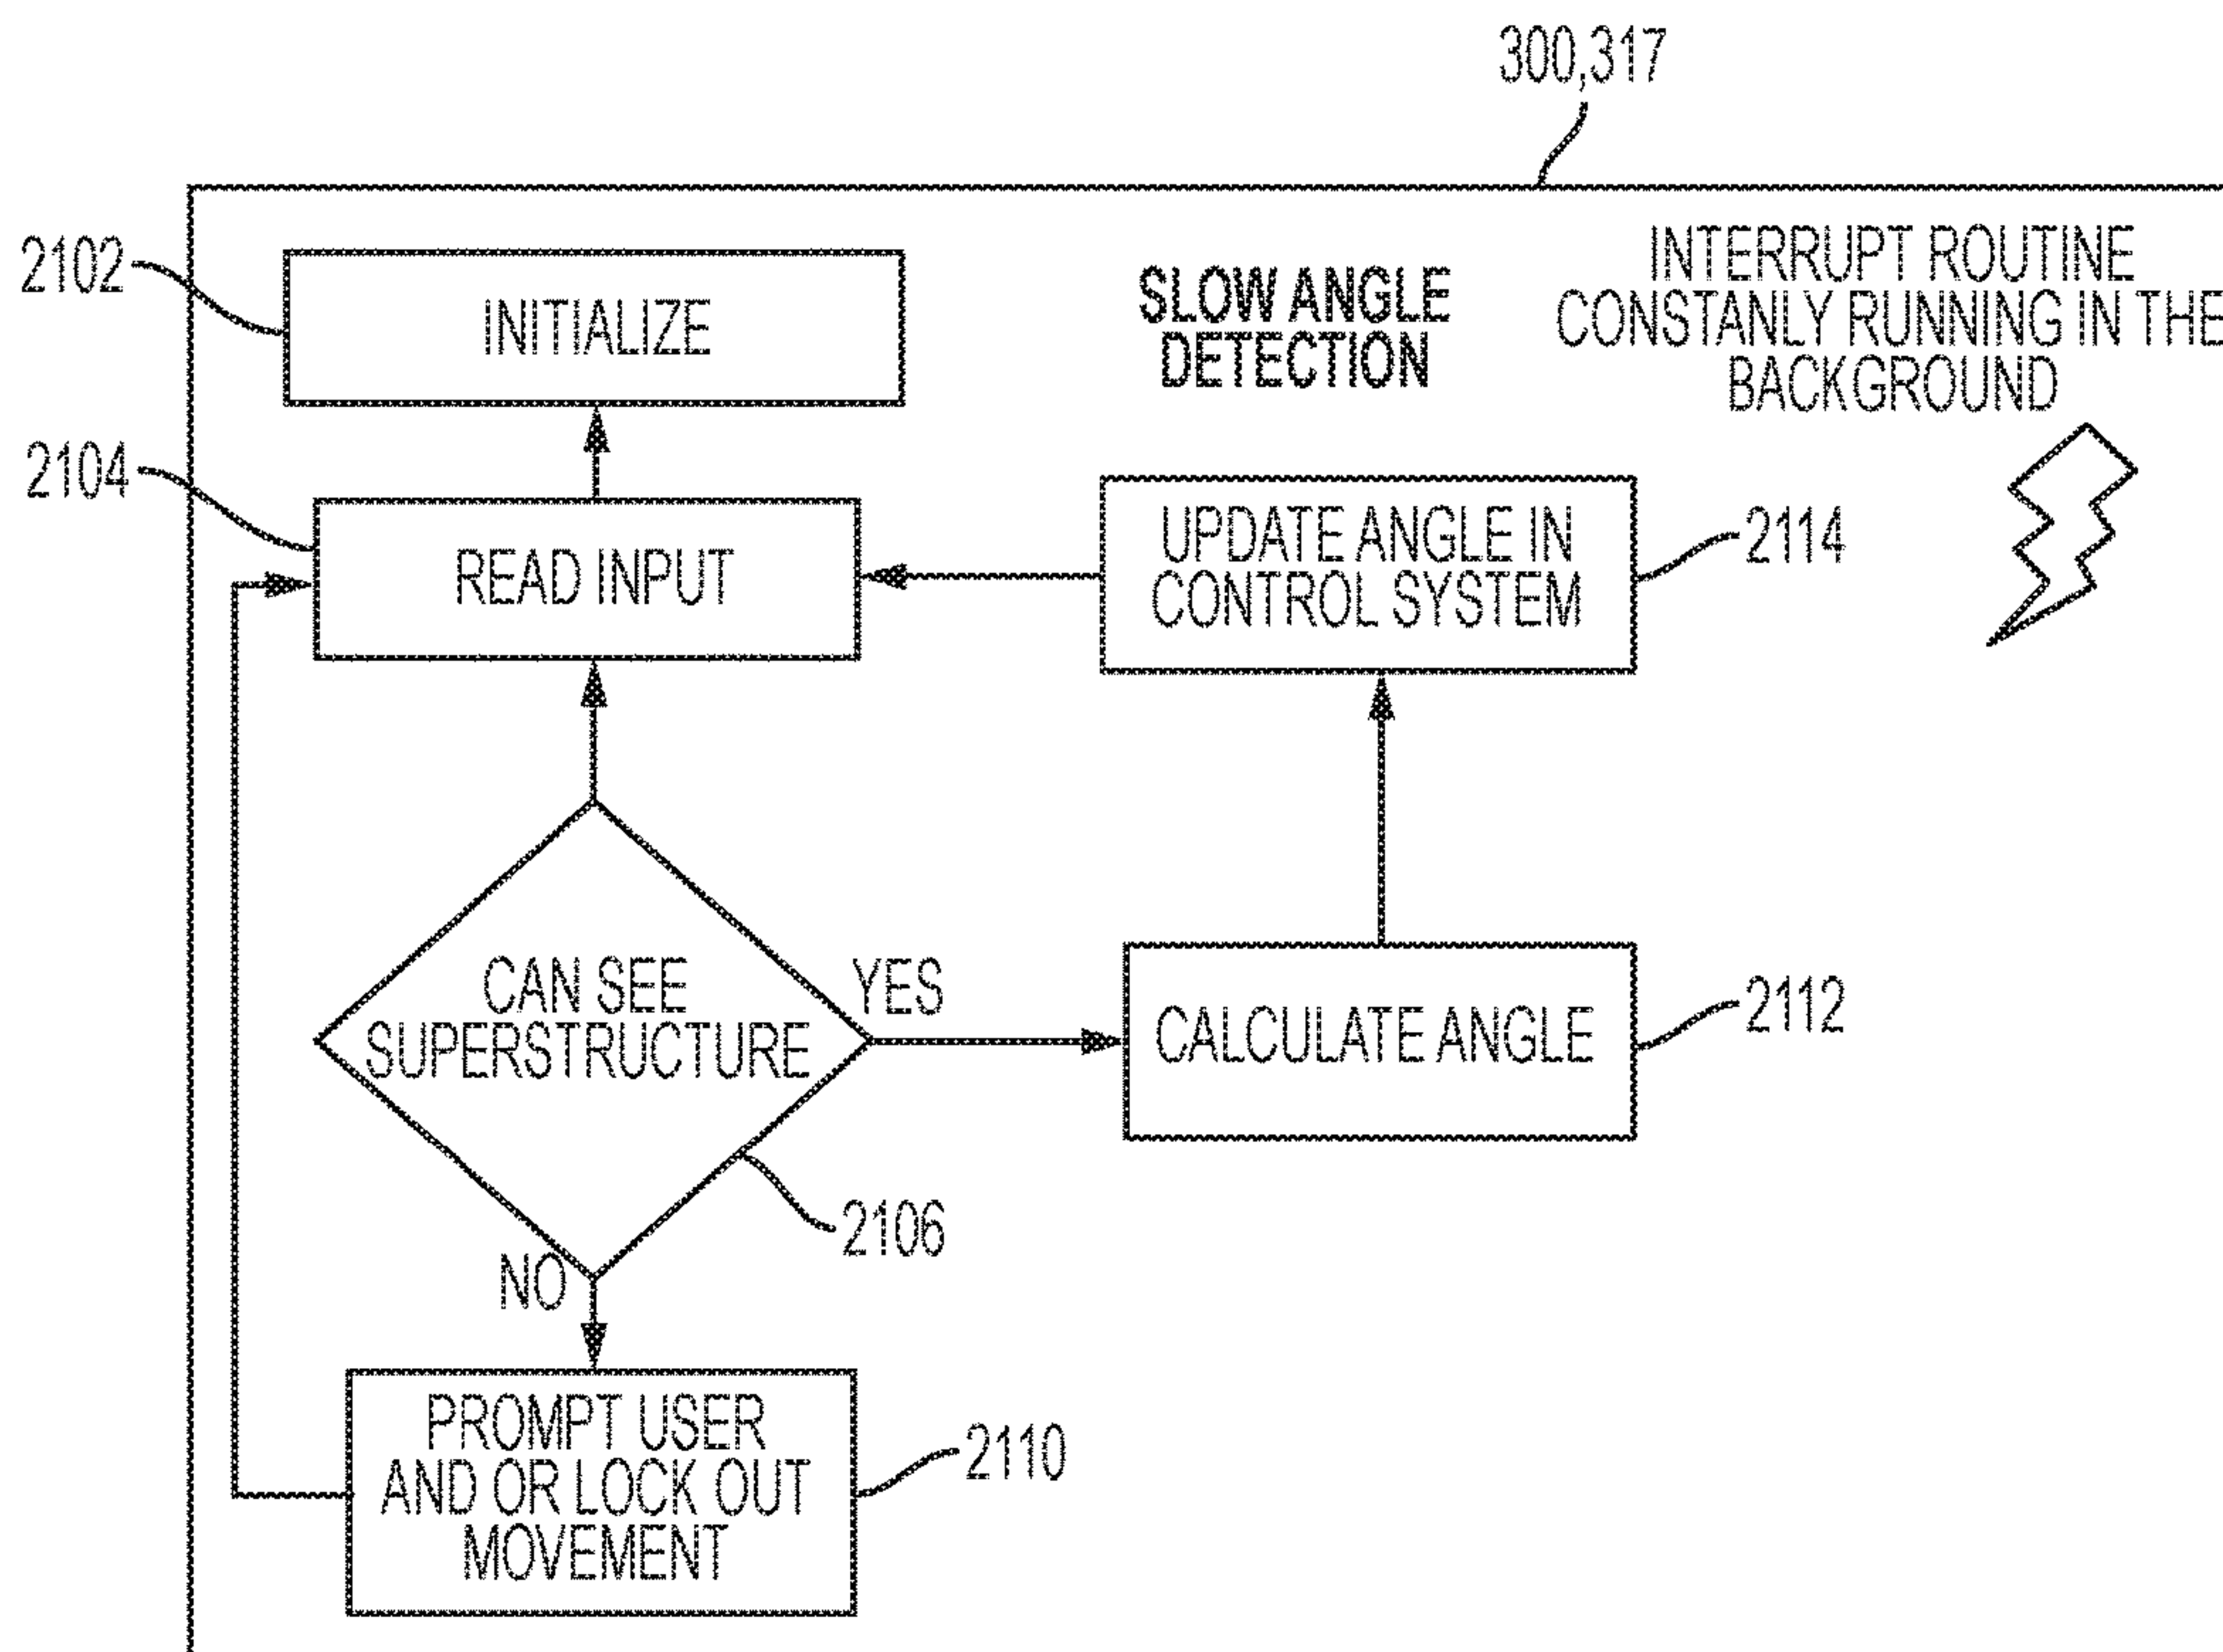 300,317
2102
INITIALIZE
SLOW ANGLE
DETECTION
INTERRUPT ROUTINE
CONSTANLY RUNNING IN THE
BACKGROUND
2104
READ INPUT
UPDATE ANGLE IN
CONTROL SYSTEM
2114
CAN SEE
SUPERSTRUCTURE
YES
CALCULATE ANGLE
2112
2106
NO
PROMPT USER
AND OR LOCK OUT
MOVEMENT
2110